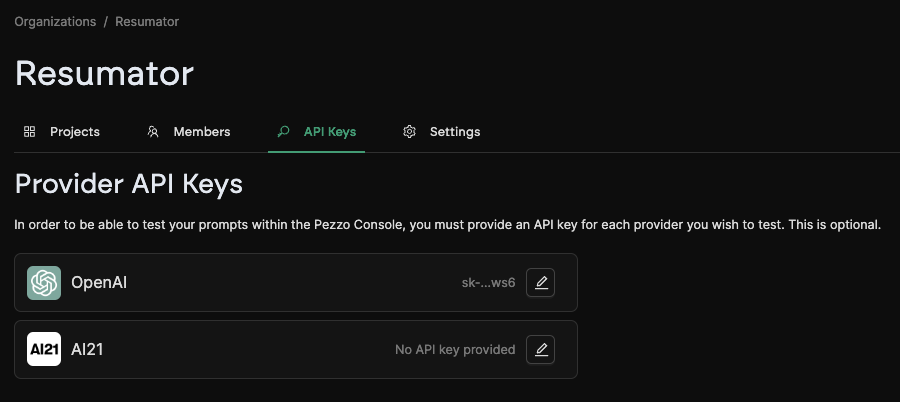 Organizations / Resumator
Resumator
Projects Members API Keys Settings
Provider API Keys
In order to be able to test your prompts within the Pezzo Console, you must provide an API key for each provider you wish to test. This is optional.
OpenAI sk-...ws6
AI21 AI21 No API key provided